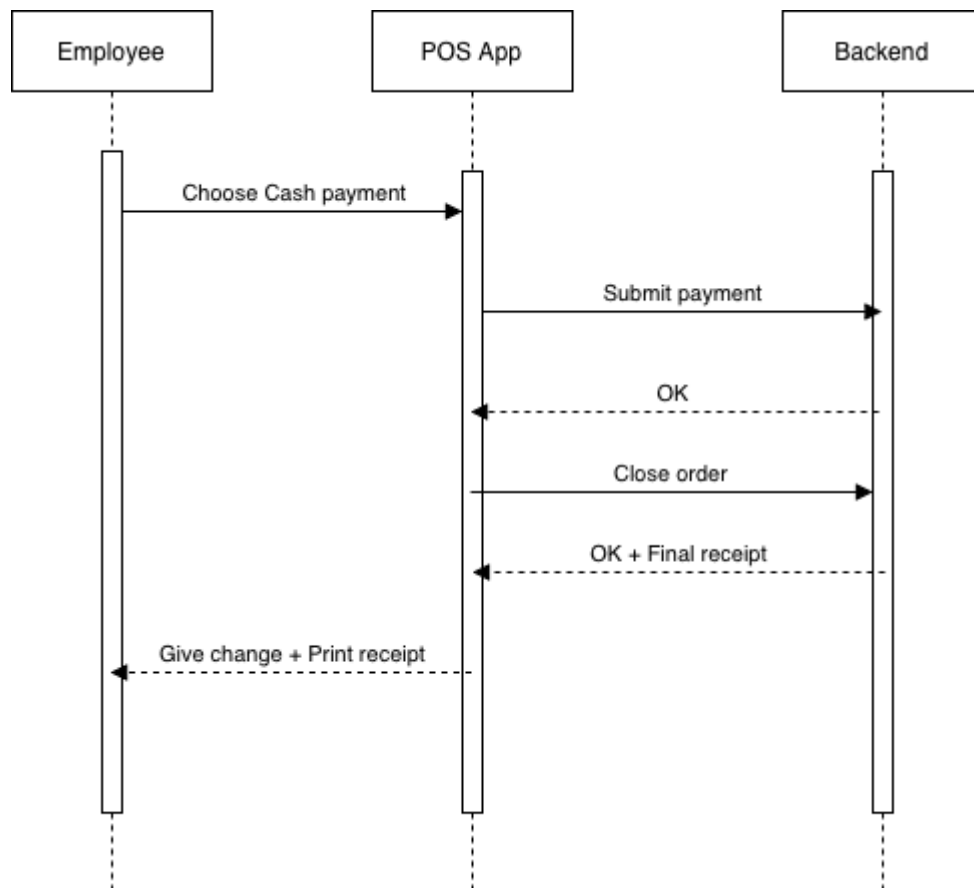 Employee
POS App
Backend
Choose Cash payment
Submit payment
OK
Close order
OK + Final receipt
Give change + Print receipt